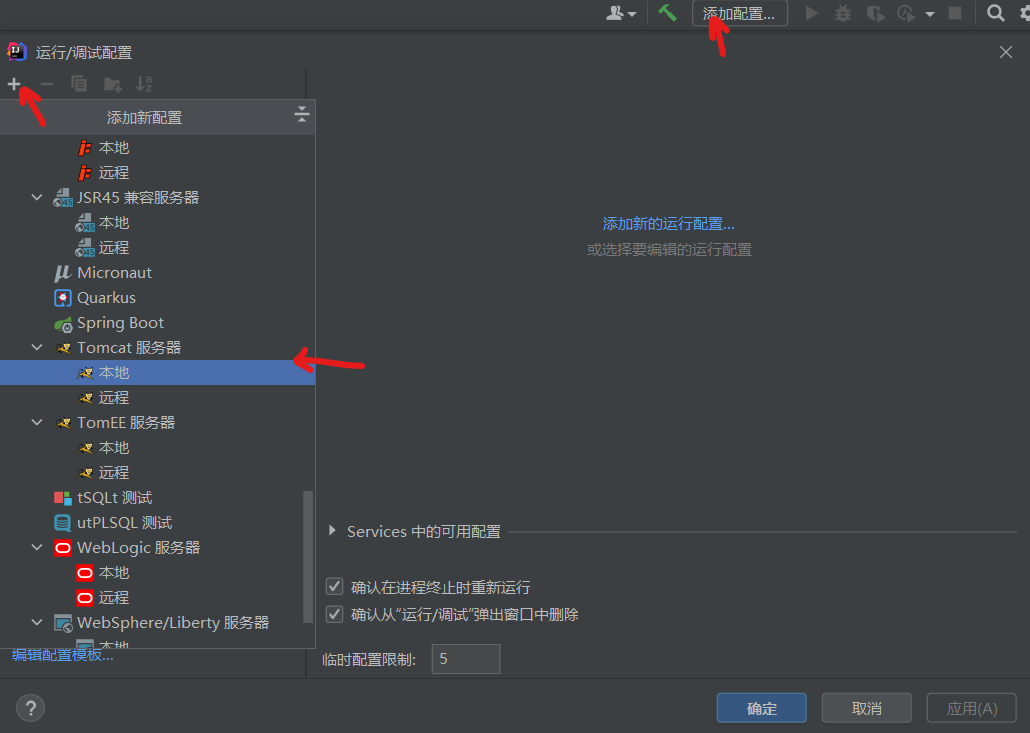 添加配置...
运行/调试配置
添加新配置
本地
远程
JSR45 兼容服务器
本地
远程
Micronaut
Quarkus
Spring Boot
Tomcat 服务器
本地
远程
TomEE 服务器
本地
远程
tSQLt 测试
utPLSQL 测试
WebLogic 服务器
本地
远程
WebSphere/Liberty 服务器
本地
编辑配置模板...
添加新的运行配置...
或选择要编辑的运行配置
Services 中的可用配置
确认在进程终止时重新运行
确认从“运行/调试”弹出窗口中删除
临时配置限制: 5
? 确定 取消 应用(A)